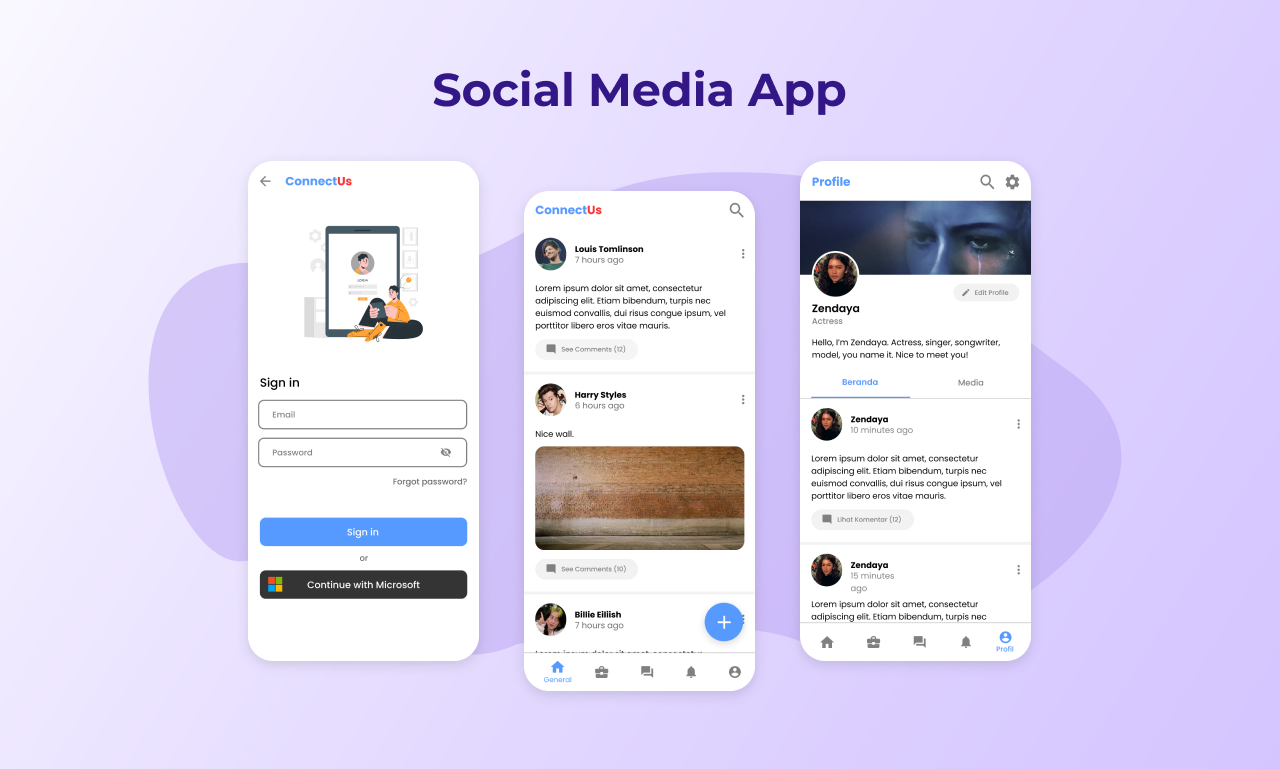 Social Media App
ConnectUs
LOGIN
Sign in
Email
Password
Forgot password?
Sign in
or
Continue with Microsoft
ConnectUs
Louis Tomlinson
7 hours ago
Lorem ipsum dolor sit amet, consectetur
adipiscing elit. Etiam bibendum, turpis nec
euismod convallis, dui risus congue ipsum, vel
porttitor libero eros vitae mauris.
See Comments (12)
Harry Styles
6 hours ago
Nice wall.
See Comments (10)
Billie Eiliish
7 hours ago
Lorem ipsum dolor sit amet, consectetur
General
Profile
Edit Profile
Zendaya
Actress
Hello, I'm Zendaya. Actress, singer, songwriter,
model, you name it. Nice to meet you!
Beranda
Media
Zendaya
10 minutes ago
Lorem ipsum dolor sit amet, consectetur
adipiscing elit. Etiam bibendum, turpis nec
euismod convallis, dui risus congue ipsum, vel
porttitor libero eros vitae mauris.
Lihat Komentar (12)
Zendaya
15 minutes
ago
Lorem ipsum dolor sit amet, consectetur
adipiscing elit. Etiam bibendum, turpis nec
Profil